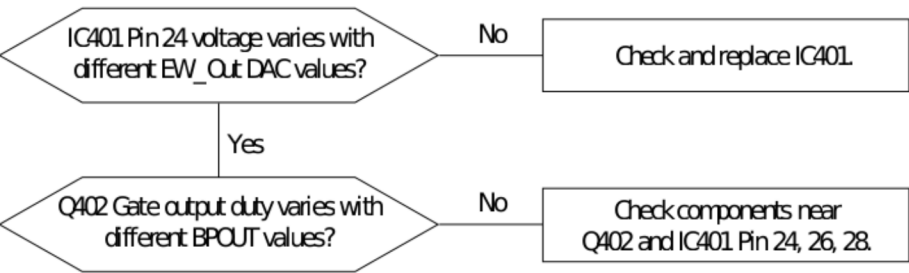 IC401 Pin 24 voltage varies with
different EW_Out DAC values?
No
Check and replace IC401.
Yes
Q402 Gate output duty varies with
different BPOUT values?
No
Check components near
Q402 and IC401 Pin 24, 26, 28.